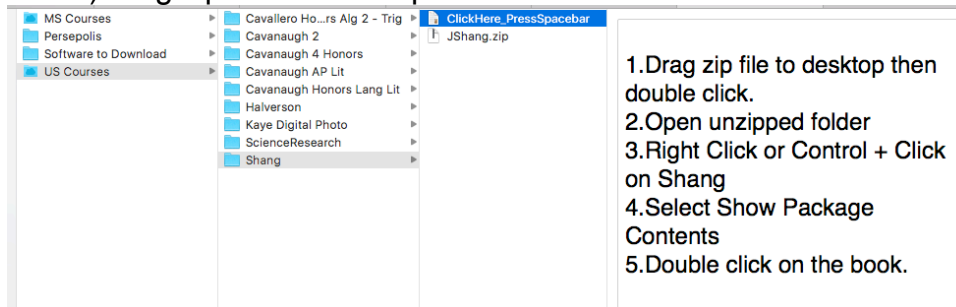 MS Courses
Persepolis
Software to Download
US Courses
Cavallero Ho...rs Alg 2 - Trig
Cavanaugh 2
Cavanaugh 4 Honors
Cavanaugh AP Lit
Cavanaugh Honors Lang Lit
Halverson
Kaye Digital Photo
ScienceResearch
Shang
ClickHere_PressSpacebar
JShang.zip
1.Drag zip file to desktop then
double click.
2.Open unzipped folder
3.Right Click or Control + Click
on Shang
4.Select Show Package
Contents
5.Double click on the book.